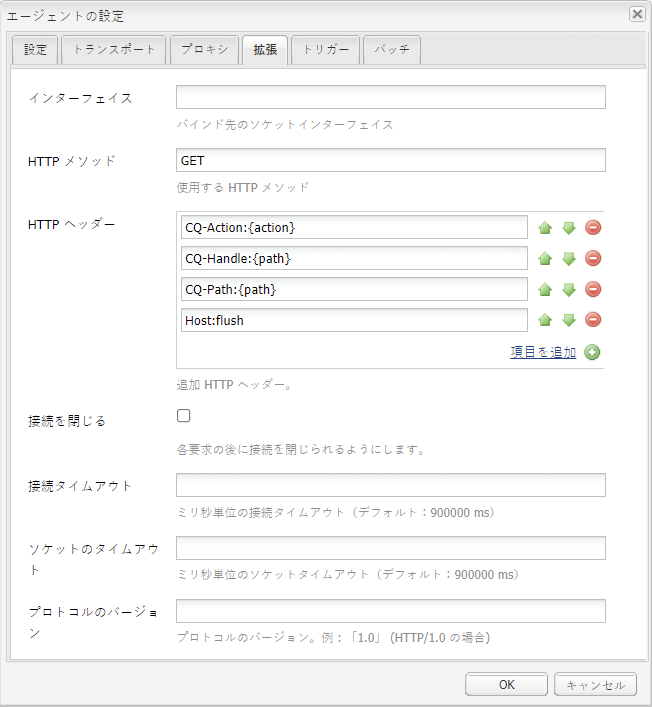 エージェントの設定
設定 トランスポート プロキシ 拡張 トリガー バッチ
インターフェイス
バインド先のソケットインターフェイス
HTTP メソッド GET
使用する HTTP メソッド
HTTP ヘッダー CQ-Action:{action}
CQ-Handle:{path}
CQ-Path:{path}
Host:flush
項目を追加
追加 HTTP ヘッダー。
接続を閉じる
各要求の後に接続を閉じられるようにします。
接続タイムアウト
ミリ秒単位の接続タイムアウト（デフォルト：900000 ms）
ソケットのタイムアウ
ト
ミリ秒単位のソケットタイムアウト（デフォルト：900000 ms）
プロトコルのバージョ
ン
プロトコルのバージョン。例：「1.0」 (HTTP/1.0 の場合)
OK キャンセル